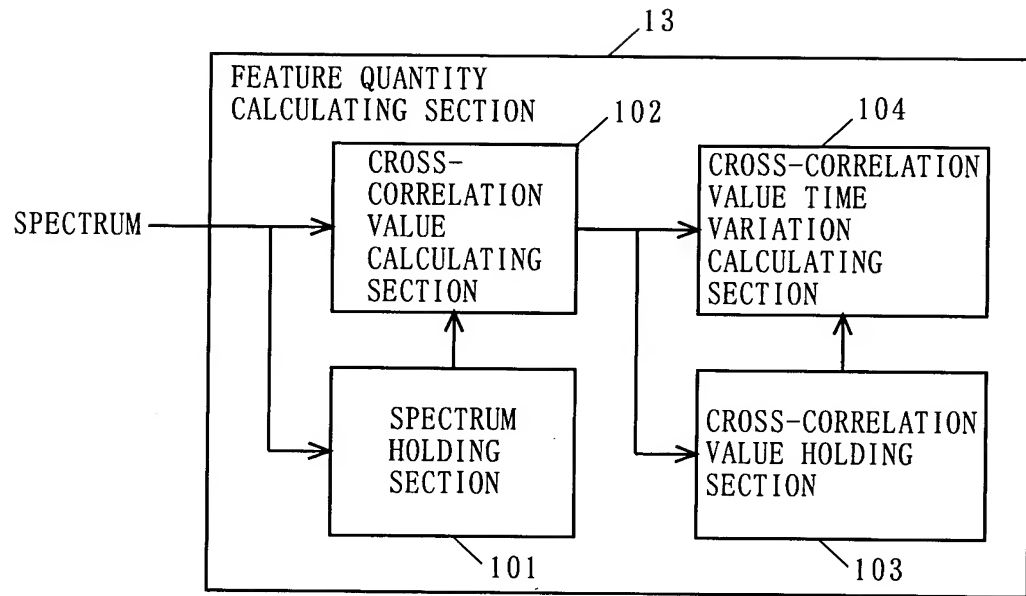 13
FEATURE QUANTITY
CALCULATING SECTION
102
104
CROSS-
CORRELATION
VALUE
CALCULATING
SECTION
CROSS-CORRELATION
VALUE TIME
VARIATION
CALCULATING
SECTION
SPECTRUM
SPECTRUM
HOLDING
SECTION
CROSS-CORRELATION
VALUE HOLDING
SECTION
101
103